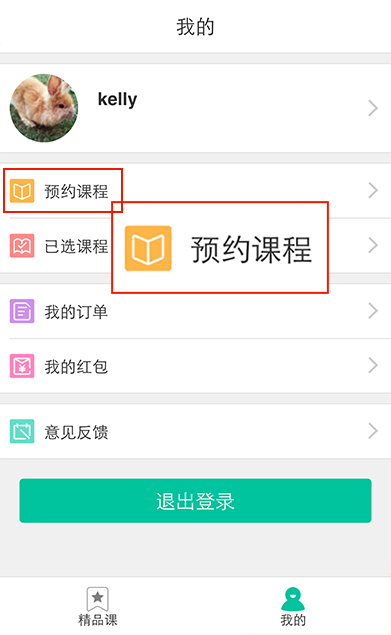 我的
kelly
预约课程
预约课程
已选课程
我的订单
我的红包
意见反馈
退出登录
精品课
我的